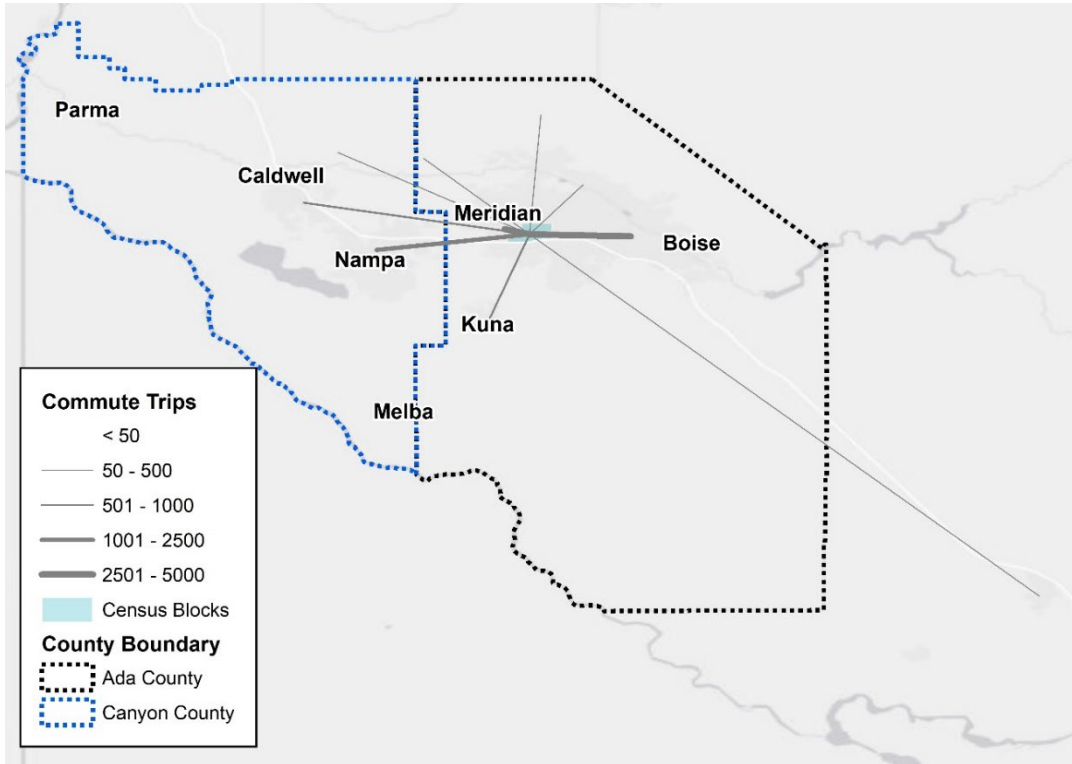 Parma
Caldwell
Meridian
Boise
Nampa
Kuna
Melba
Commute Trips
< 50
50 - 500
501 - 1000
1001 - 2500
2501 - 5000
Census Blocks
County Boundary
Ada County
Canyon County